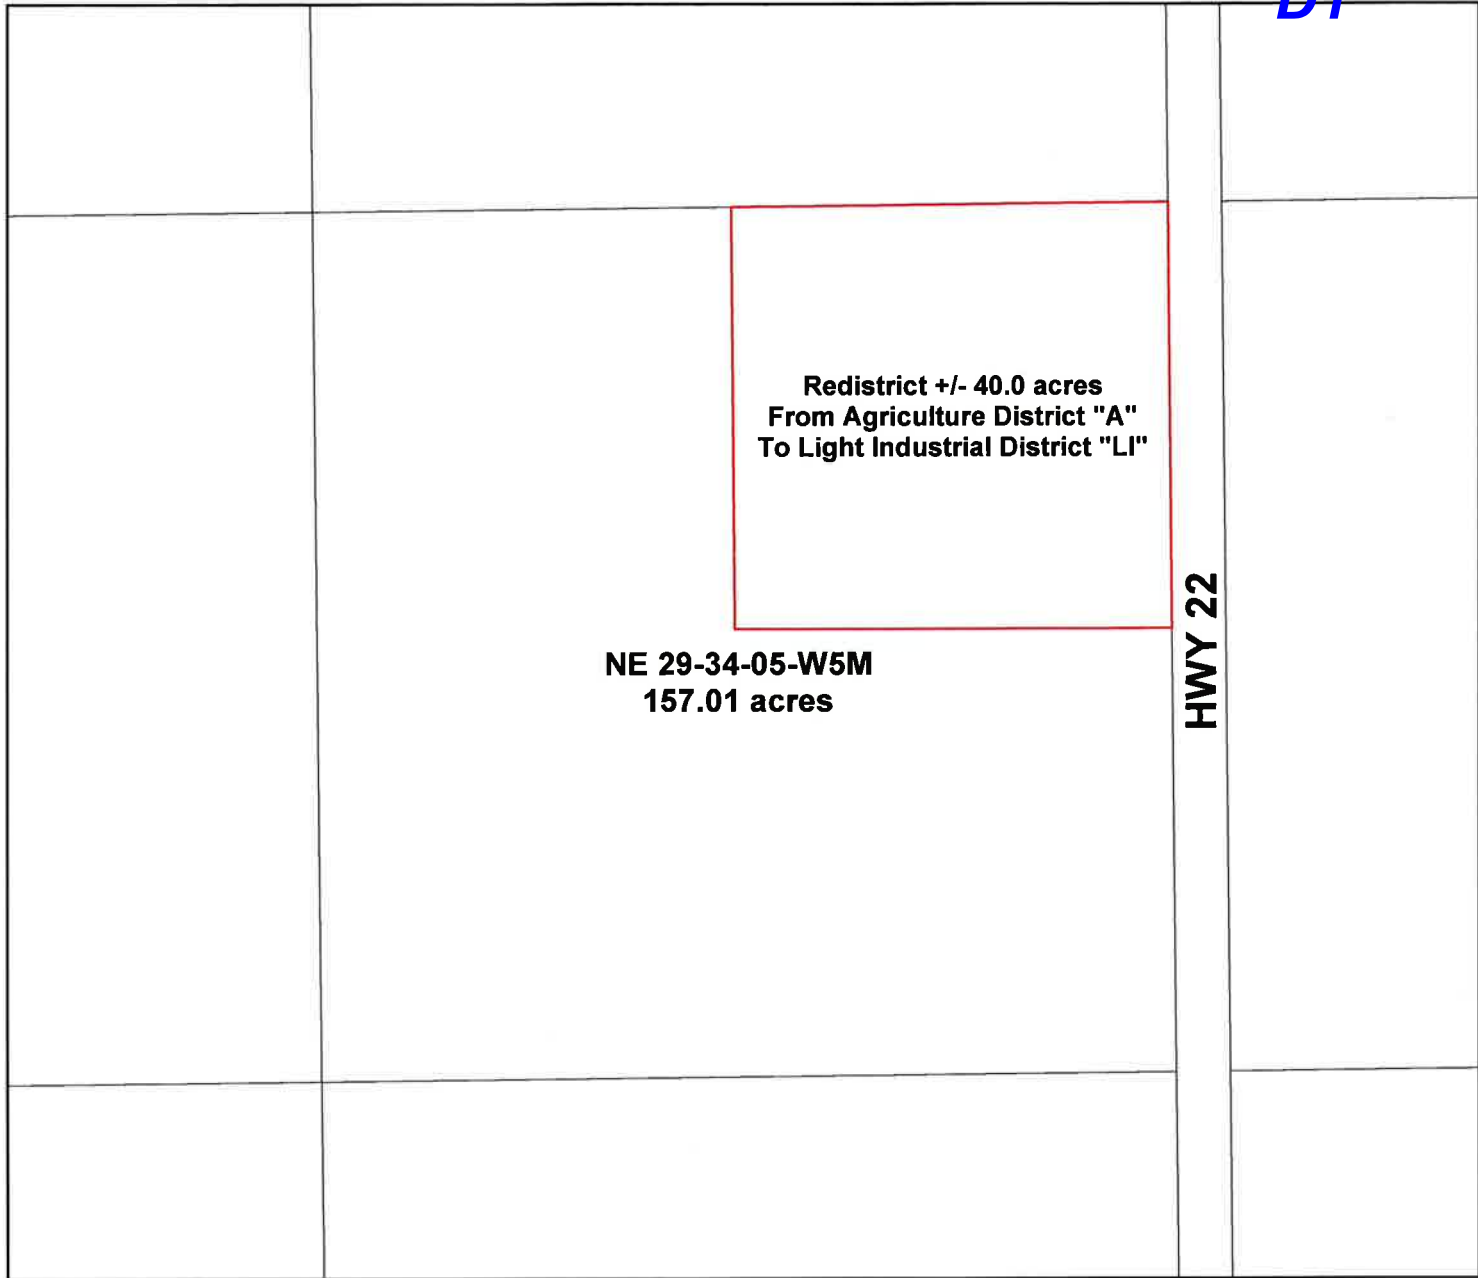 Redistrict +/- 40.0 acres
From Agriculture District "A"
To Light Industrial District "LI"
NE 29-34-05-W5M
157.01 acres
HWY 22